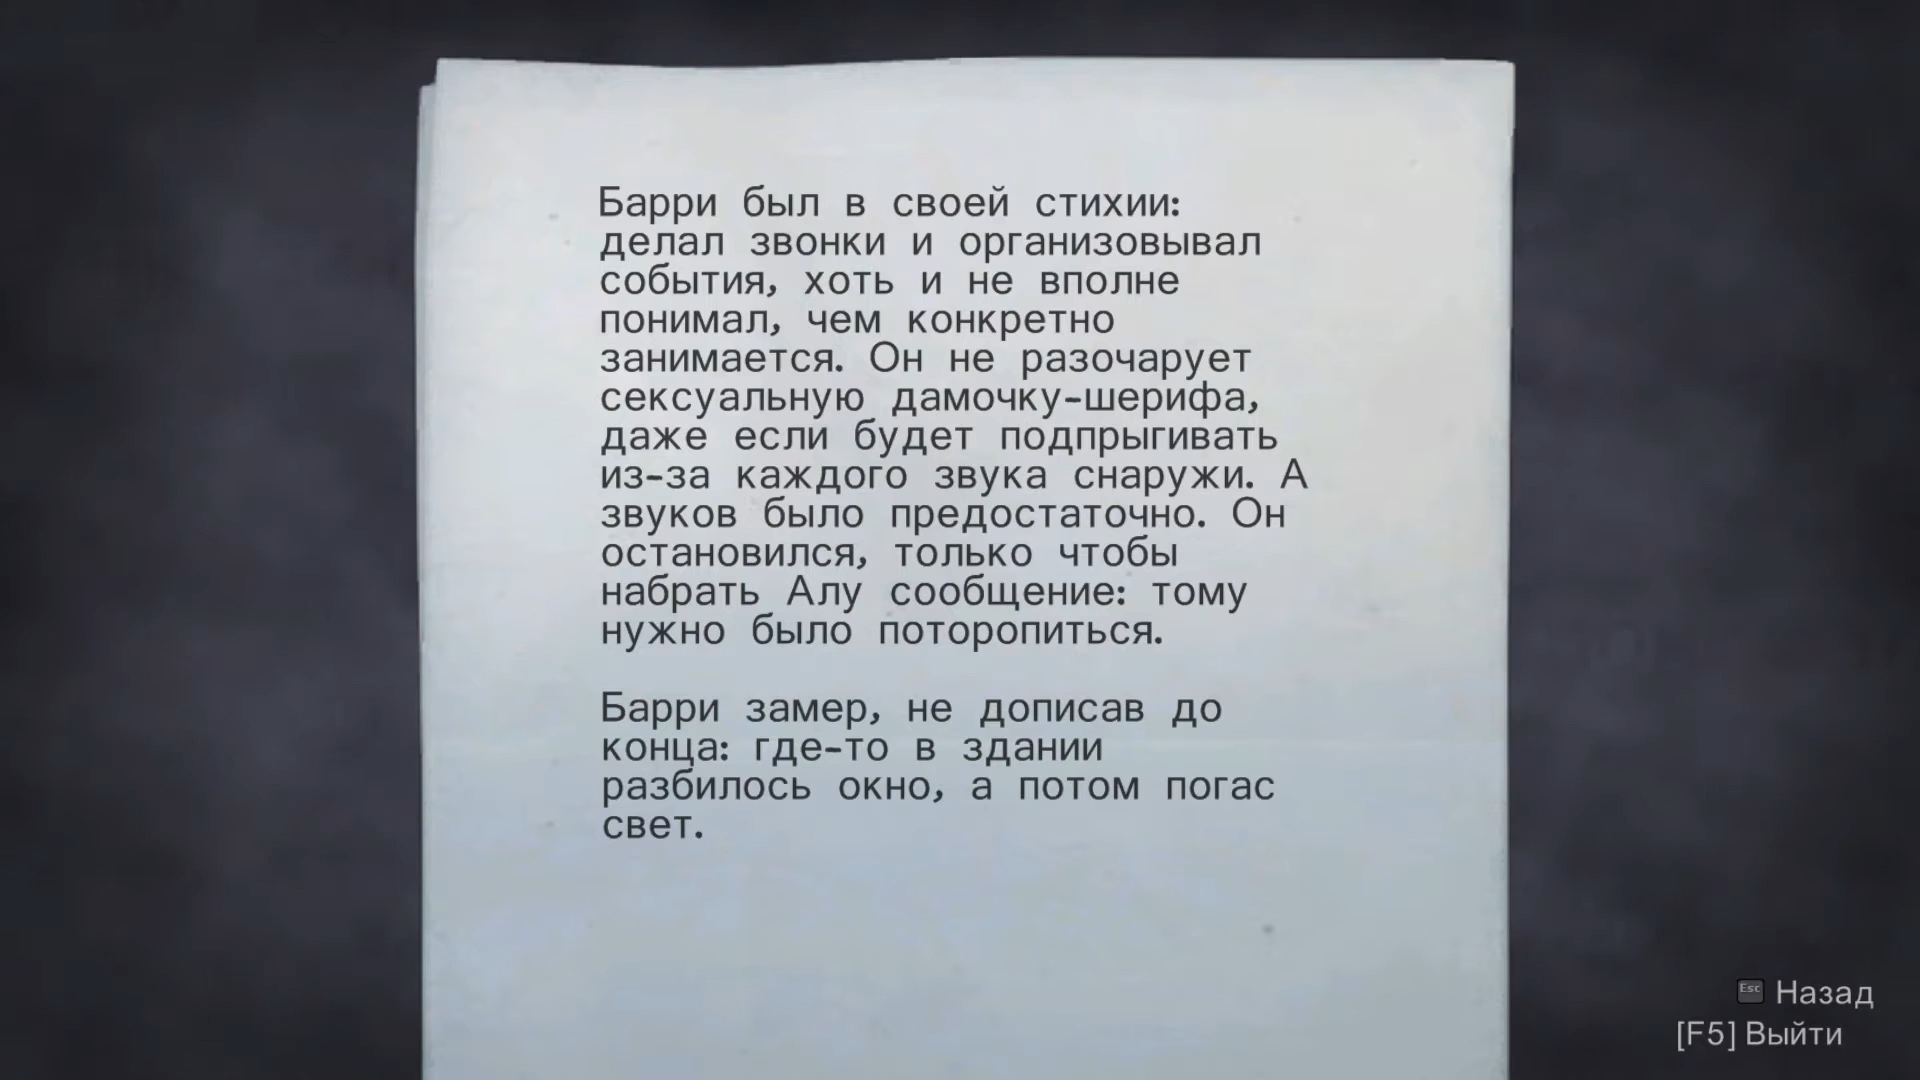 Барри был в своей стихии:
делал звонки и организовывал
события, хоть и не вполне
понимал, чем конкретно
занимается. Он не разочарует
сексуальную дамочку-шерифа,
даже если будет подпрыгивать
из-за каждого звука снаружи. А
звуков было предостаточно. Он
остановился, только чтобы
набрать Алу сообщение: тому
нужно было поторопиться.
Барри замер, не дописав до
конца: где-то в здании
разбилось окно, а потом погас
свет.
Esc Назад
[F5] Выйти